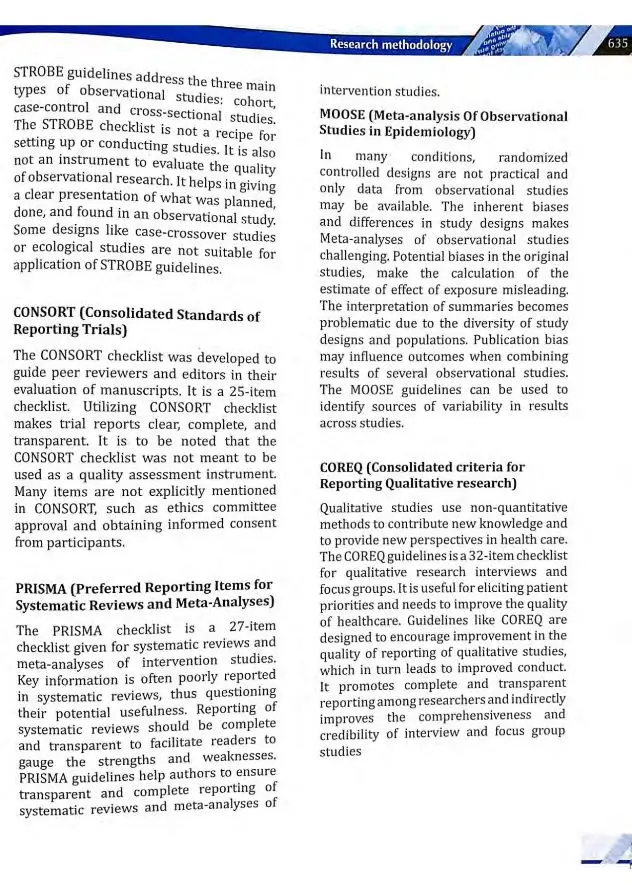 Research methodology 635
STROBE guidelines address the three main
types of observational studies: cohort,
case-control and cross-sectional studies.
The STROBE checklist is not a recipe for
setting up or conducting studies. It is also
not an instrument to evaluate the quality
of observational research. It helps in giving
a clear presentation of what was planned,
done, and found in an observational study.
Some designs like case-crossover studies
or ecological studies are not suitable for
application of STROBE guidelines.
CONSORT (Consolidated Standards of
Reporting Trials)
The CONSORT checklist was developed to
guide peer reviewers and editors in their
evaluation of manuscripts. It is a 25-item
checklist. Utilizing CONSORT checklist
makes trial reports clear, complete, and
transparent. It is to be noted that the
CONSORT checklist was not meant to be
used as a quality assessment instrument.
Many items are not explicitly mentioned
in CONSORT, such as ethics committee
approval and obtaining informed consent
from participants.
PRISMA (Preferred Reporting Items for
Systematic Reviews and Meta-Analyses)
The PRISMA checklist is a 27-item
checklist given for systematic reviews and
meta-analyses of intervention studies.
Key information is often poorly reported
in systematic reviews, thus questioning
their potential usefulness. Reporting of
systematic reviews should be complete
and transparent to facilitate readers to
gauge the strengths and weaknesses.
PRISMA guidelines help authors to ensure
transparent and complete reporting of
systematic reviews and meta-analyses of
intervention studies.
MOOSE (Meta-analysis Of Observational
Studies in Epidemiology)
In many conditions, randomized
controlled designs are not practical and
only data from observational studies
may be available. The inherent biases
and differences in study designs makes
Meta-analyses of observational studies
challenging. Potential biases in the original
studies, make the calculation of the
estimate of effect of exposure misleading.
The interpretation of summaries becomes
problematic due to the diversity of study
designs and populations. Publication bias
may influence outcomes when combining
results of several observational studies.
The MOOSE guidelines can be used to
identify sources of variability in results
across studies.
COREQ (Consolidated criteria for
Reporting Qualitative research)
Qualitative studies use non-quantitative
methods to contribute new knowledge and
to provide new perspectives in health care.
The COREQ guidelines is a 32-item checklist
for qualitative research interviews and
focus groups. It is useful for eliciting patient
priorities and needs to improve the quality
of healthcare. Guidelines like COREQ are
designed to encourage improvement in the
quality of reporting of qualitative studies,
which in turn leads to improved conduct.
It promotes complete and transparent
reporting among researchers and indirectly
improves the comprehensiveness and
credibility of interview and focus group
studies